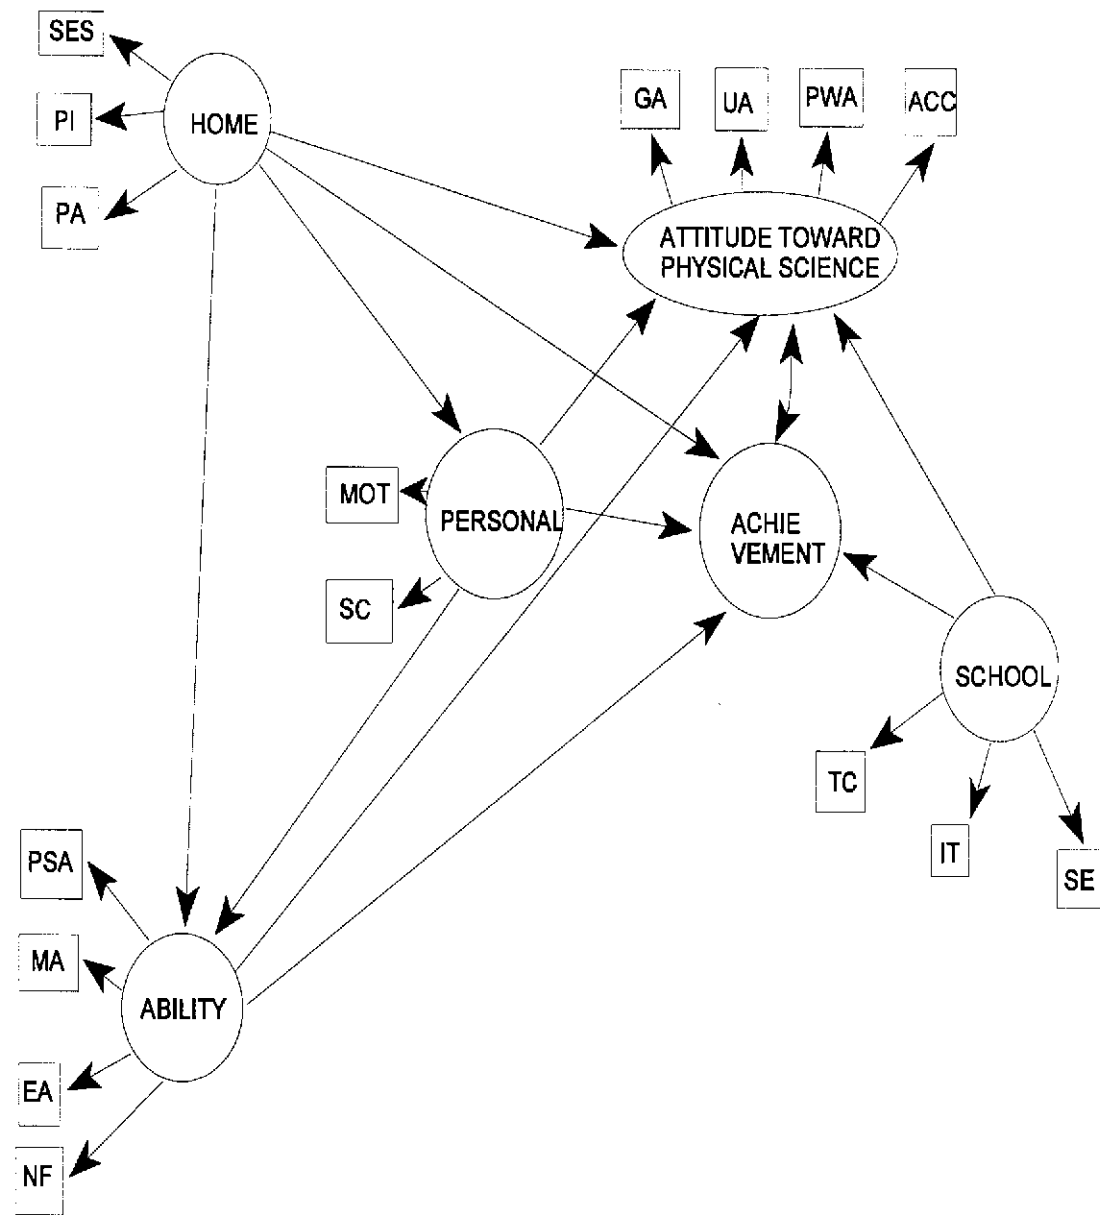 SES
PI
HOME
PA
GA
UA
PWA
ACC
ATTITUDE TOWARD
PHYSICAL SCIENCE
MOT
PERSONAL
SC
ACHIE
VEMENT
SCHOOL
TC
IT
SE
PSA
MA
ABILITY
EA
NF